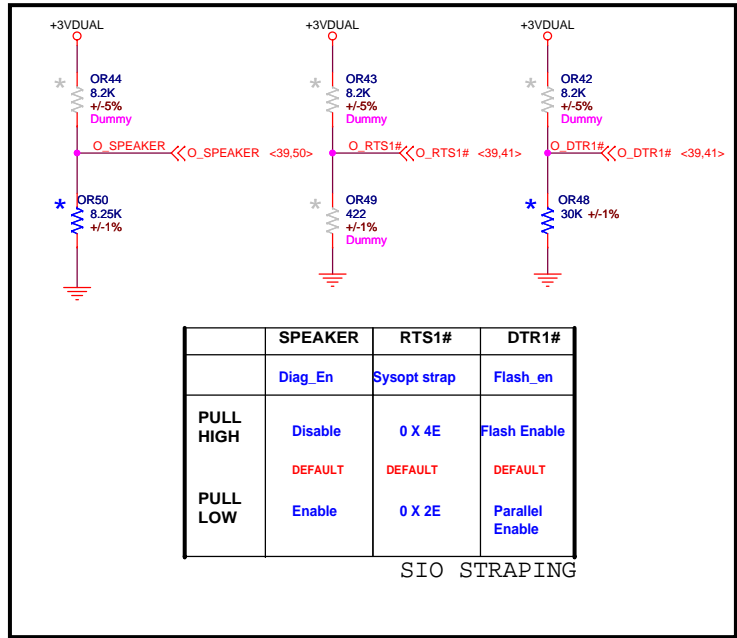 +3VDUAL
+3VDUAL
+3VDUAL
*
OR44
8.2K
+/-5%
Dummy
*
OR43
8.2K
+/-5%
Dummy
*
OR42
8.2K
+/-5%
Dummy
O_SPEAKER
O_SPEAKER <39,50>
O_RTS1#
O_RTS1# <39,41>
O_DTR1#
O_DTR1# <39,41>
*
OR50
8.25K
+/-1%
*
OR49
422
+/-1%
Dummy
*
OR48
30K +/-1%
SPEAKER RTS1# DTR1#
Diag_En Sysopt strap Flash_en
PULL
HIGH
Disable 0 X 4E Flash Enable
DEFAULT DEFAULT DEFAULT
PULL
LOW
Enable 0 X 2E Parallel
Enable
SIO STRAPING